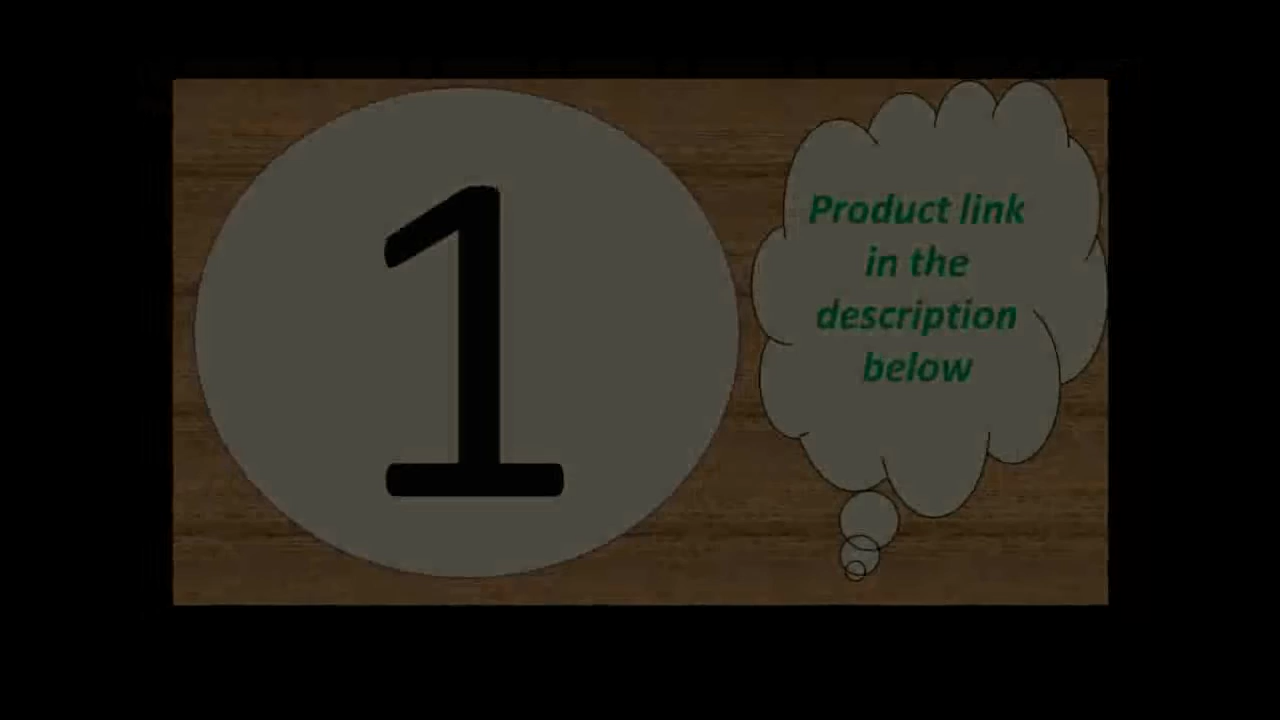 1
Product link
in the
description
below